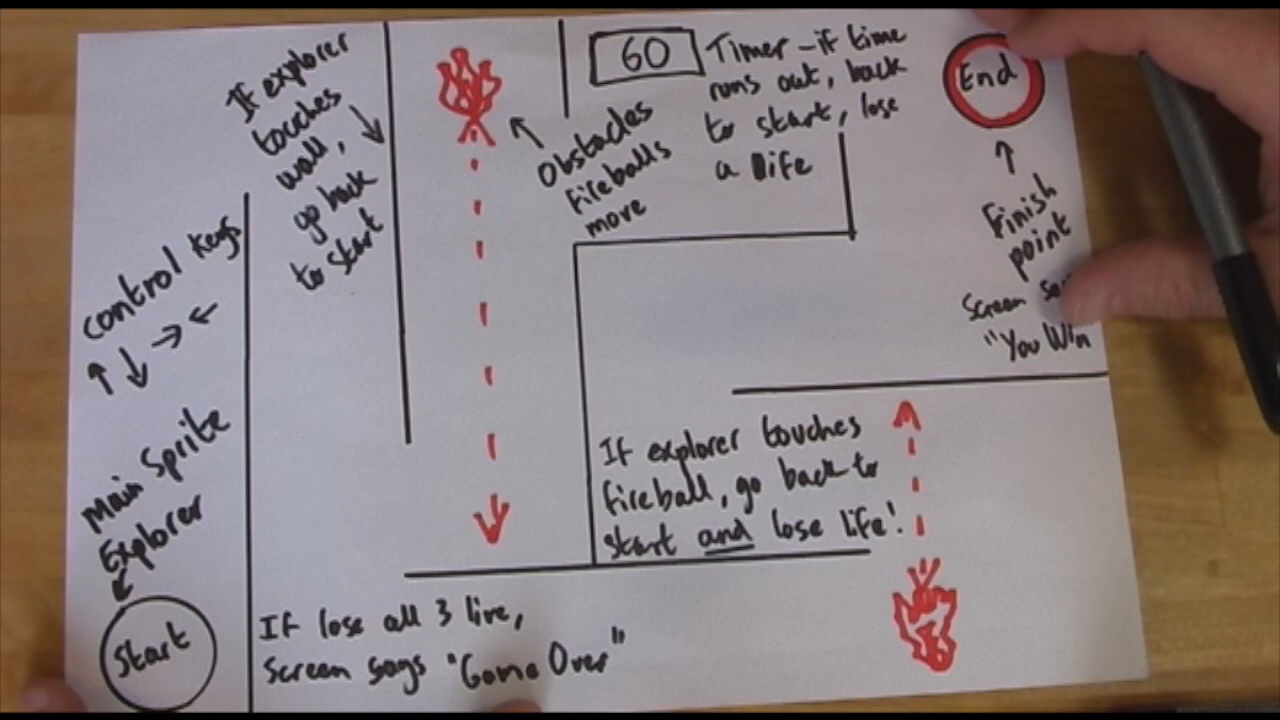 If explorer
touches
wall,
go back
to start
60
Timer - if time
runs out, back
to start, lose
a life
End
Obstacles
fireballs
move
Finish
point
Screen
"You Win
Control Keys
Main Sprite
Explorer
If explorer touches
fireball, go back to
start and lose life!
Start
If lose all 3 live,
Screen says "Game Over"